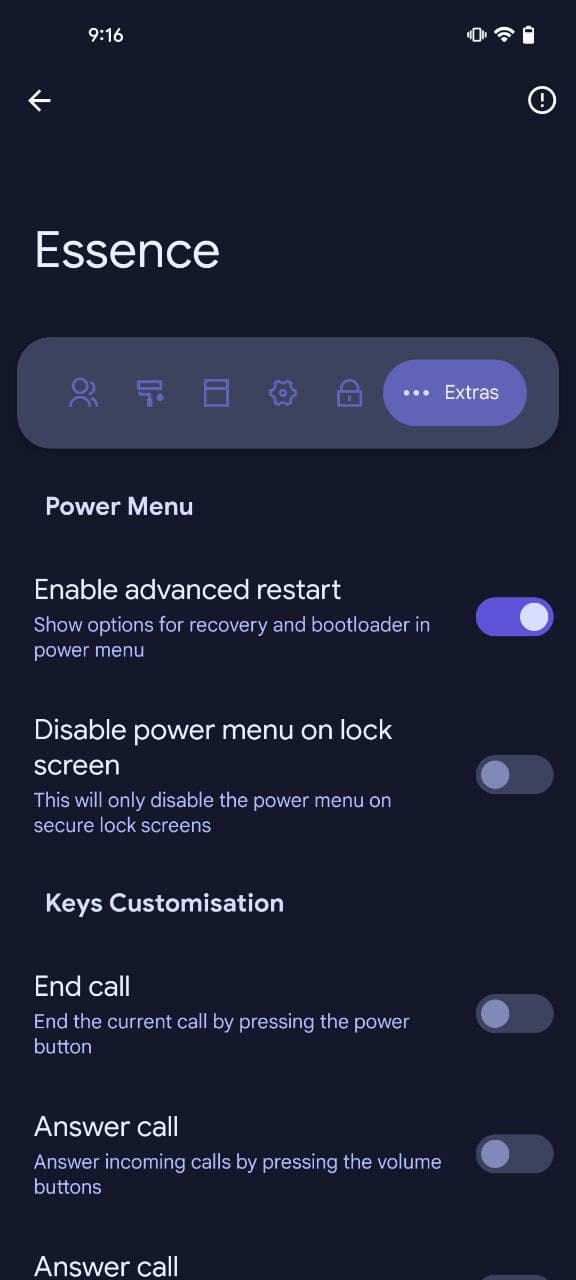 9:16
Essence
Extras
Power Menu
Enable advanced restart
Show options for recovery and bootloader in
power menu
Disable power menu on lock
screen
This will only disable the power menu on
secure lock screens
Keys Customisation
End call
End the current call by pressing the power
button
Answer call
Answer incoming calls by pressing the volume
buttons
Answer call